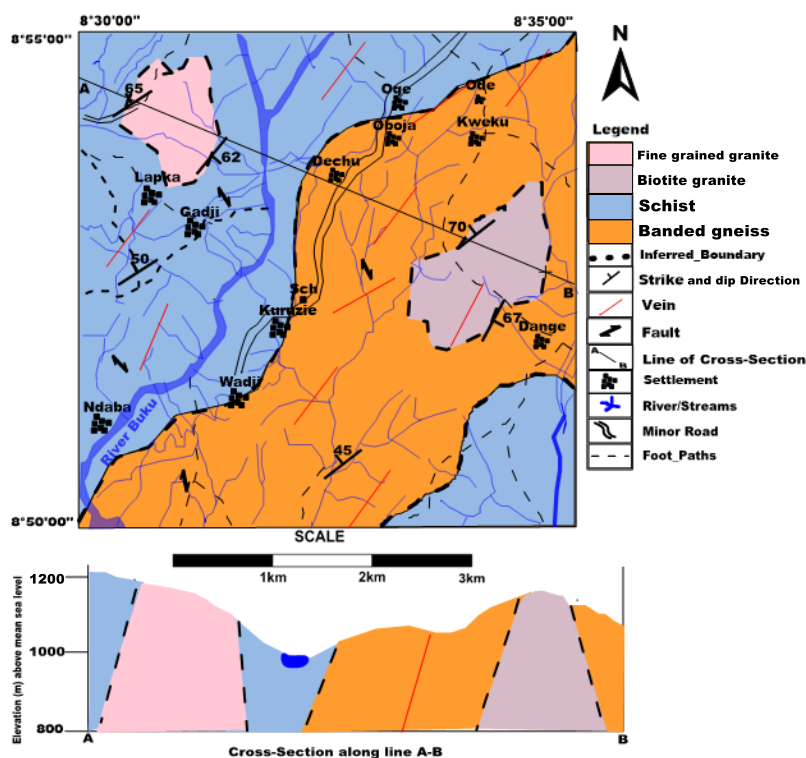 8°30'00"
8°35'00"
N
8°55'00"
A
65
Oge
Ode
Oboja
Kweku
62
Dechu
Lapka
Gadji
70
50
Sch
B
Kuruzie
67
Dange
Wadji
Ndaba
River Buku
45
8°50'00"
Legend
Fine grained granite
Biotite granite
Schist
Banded gneiss
Inferred_Boundary
Strike and dip Direction
Vein
Fault
A
B
Line of Cross-Section
Settlement
River/Streams
Minor Road
Foot_Paths
SCALE
1km
2km
3km
Elevation (m) above mean sea level
1200
1000
800
A
B
Cross-Section along line A-B